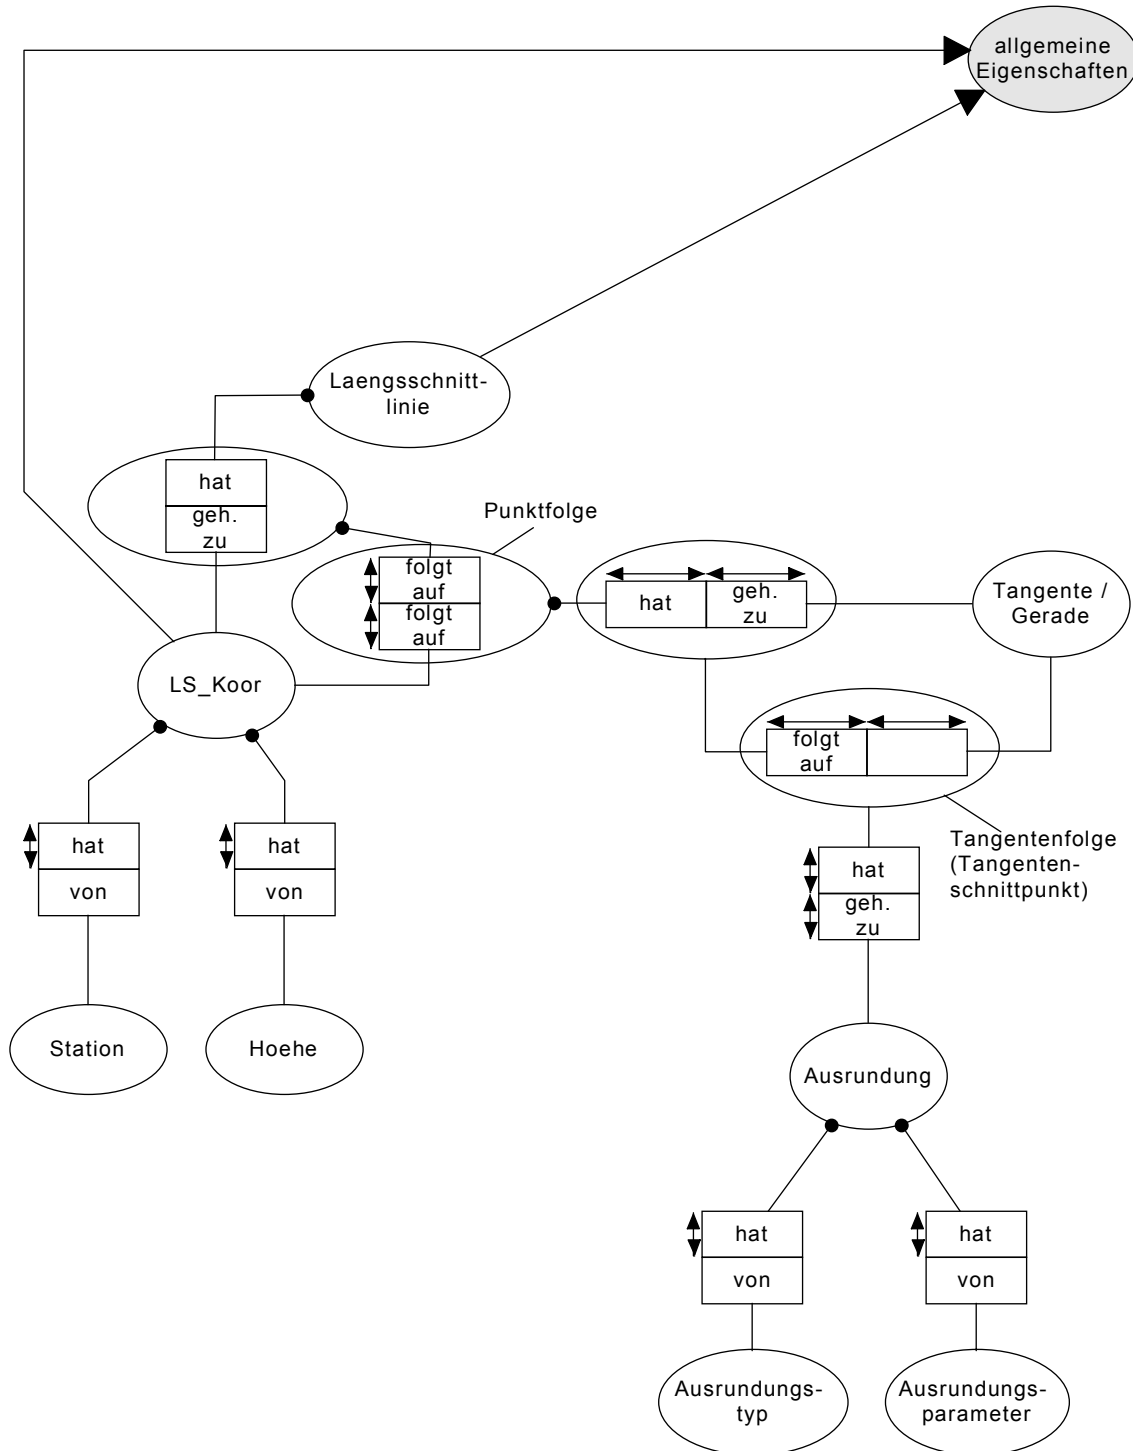 allgemeine
Eigenschaften
Laengsschnitt-
linie
hat
geh.
zu
Punktfolge
folgt
auf
folgt
auf
hat
geh.
zu
Tangente /
Gerade
LS_Koor
folgt
auf
Tangentenfolge
(Tangenten-
schnittpunkt)
hat
von
hat
von
hat
geh.
zu
Station
Hoehe
Ausrundung
hat
von
hat
von
Ausrundungs-
typ
Ausrundungs-
parameter